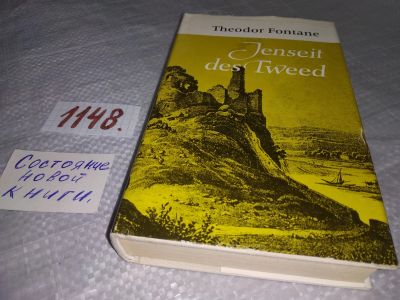 Theodor Fontane
Jenseit
des Tweed
1148.
Состояние
новой
книги.